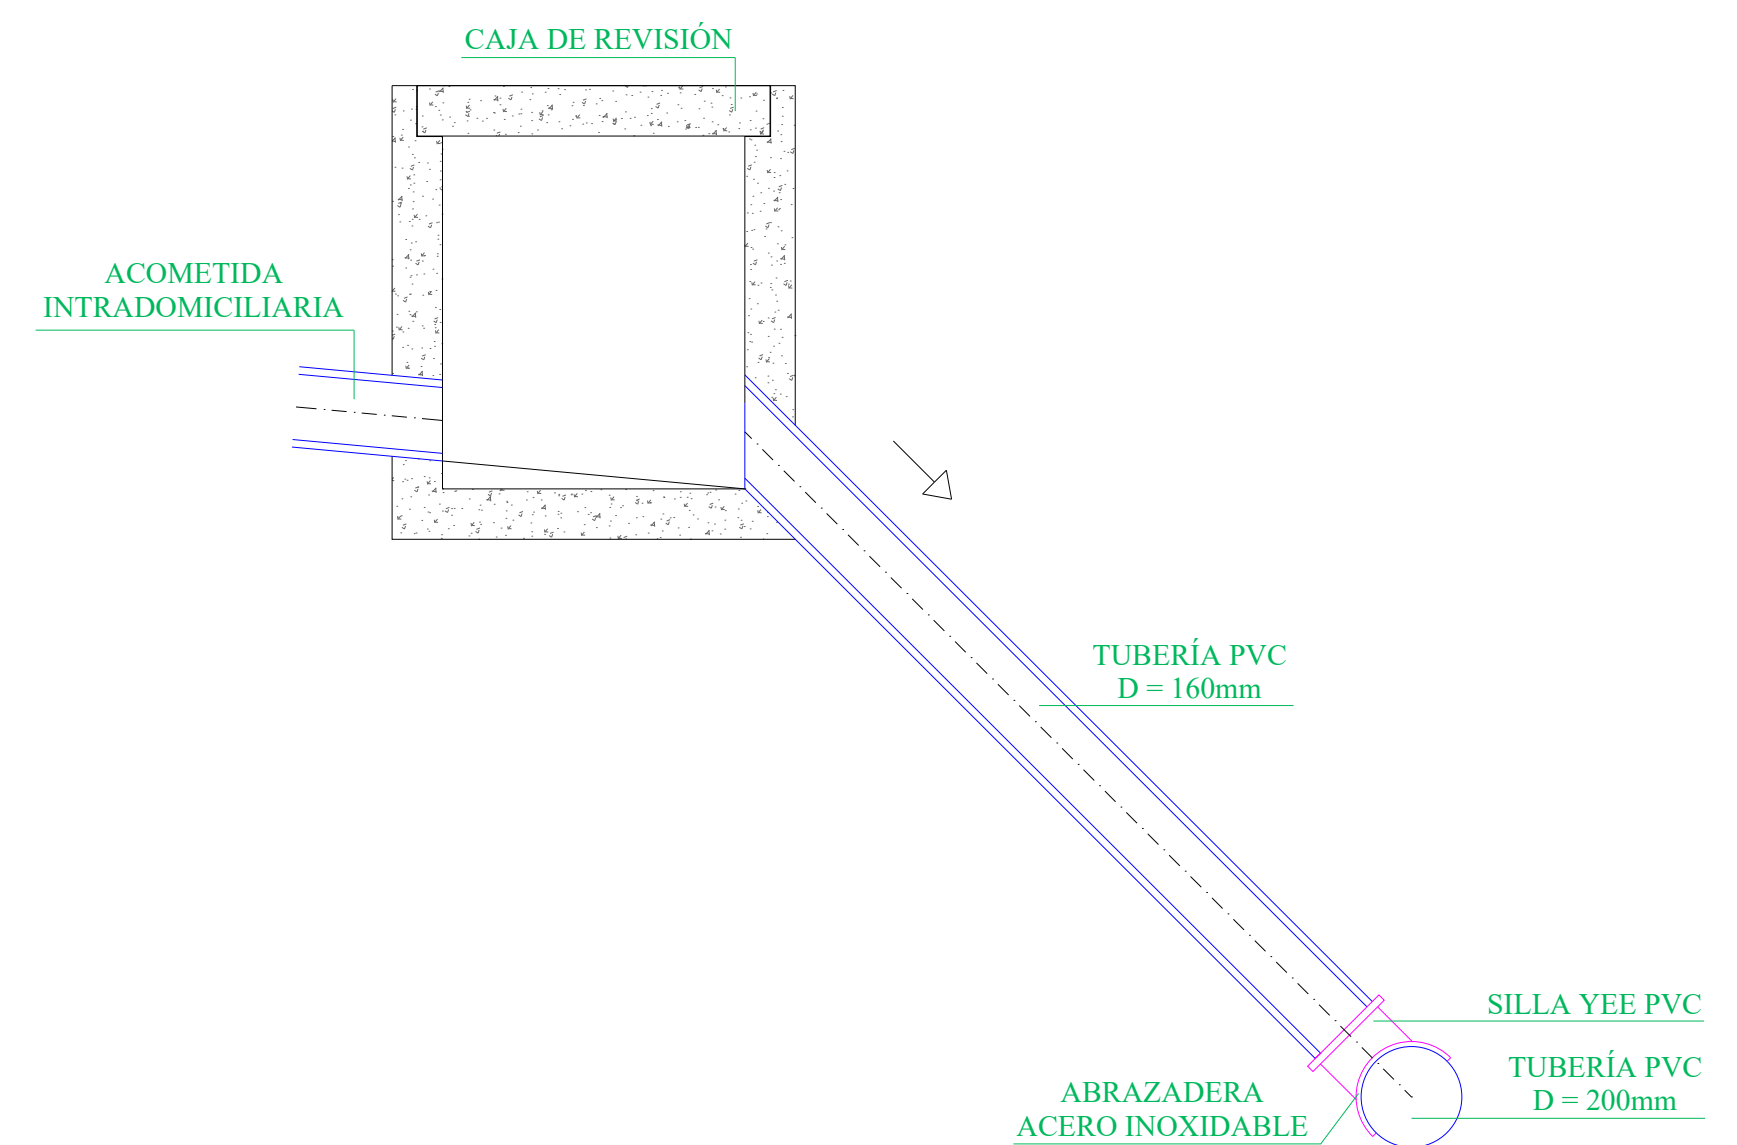 CAJA DE REVISIÓN
ACOMETIDA
INTRADOMICILIARIA
TUBERÍA PVC
D = 160mm
SILLA YEE PVC
TUBERÍA PVC
D = 200mm
ABRAZADERA
ACERO INOXIDABLE